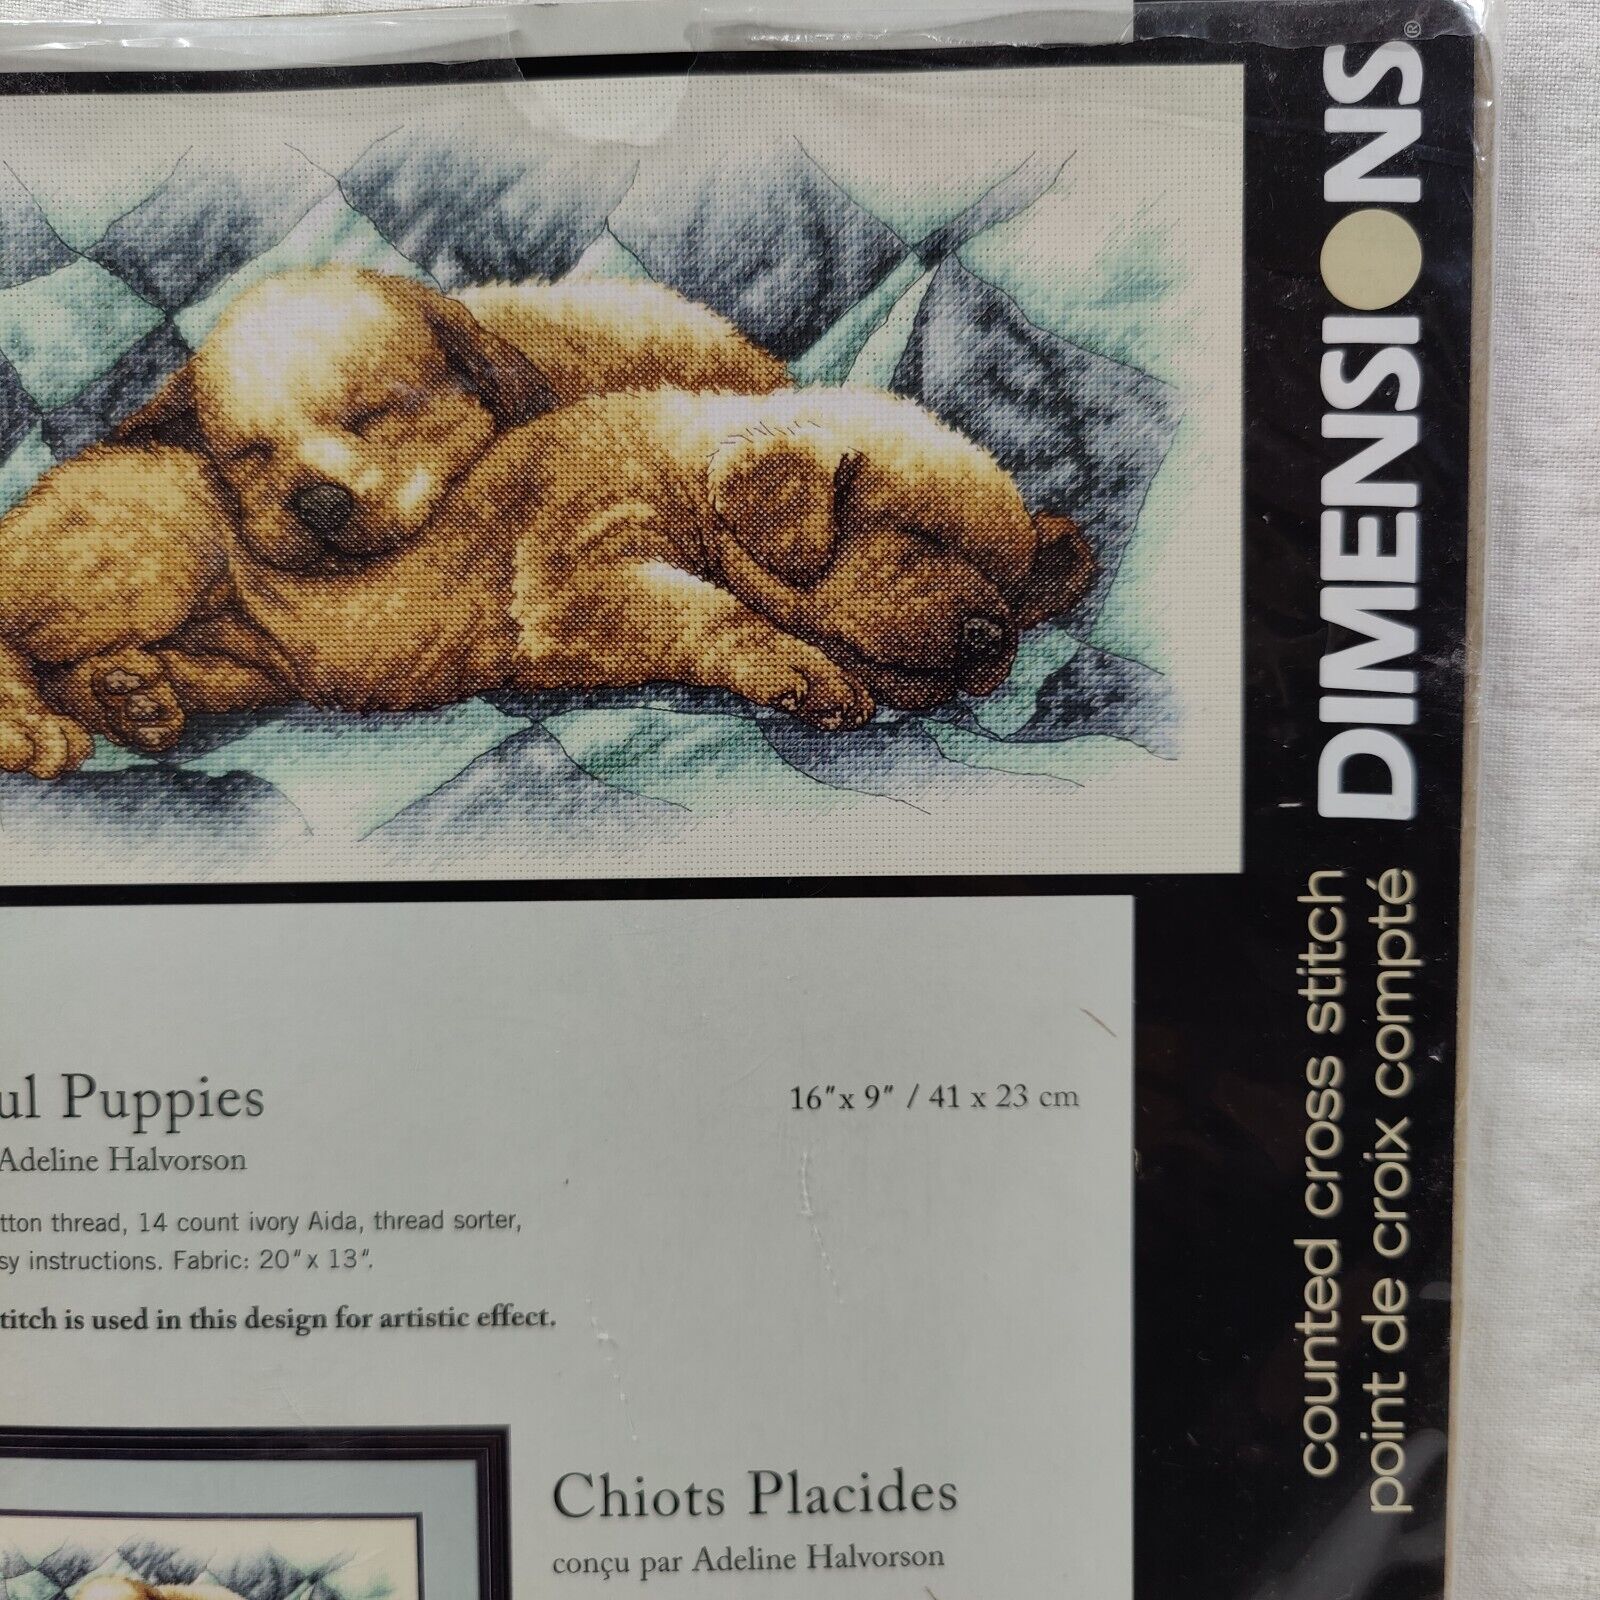 DIMENSIONS®
counted cross stitch
point de croix compté
ul Puppies
16" x 9" / 41 x 23 cm
Adeline Halvorson
tton thread, 14 count ivory Aida, thread sorter,
sy instructions. Fabric: 20" x 13".
titch is used in this design for artistic effect.
Chiots Placides
conçu par Adeline Halvorson